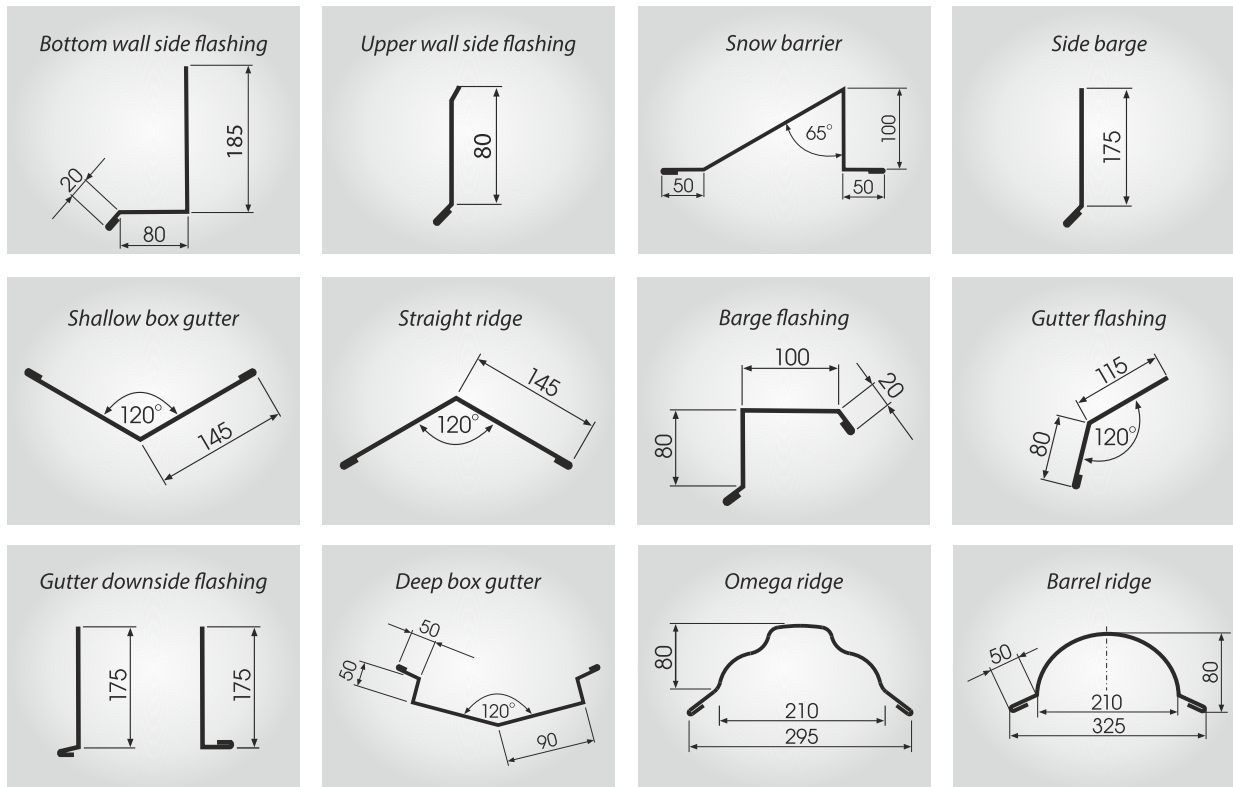 Bottom wall side flashing
185
20
80
Upper wall side flashing
80
Snow barrier
65°
100
50
50
Side barge
175
Shallow box gutter
120°
145
Straight ridge
145
120°
Barge flashing
100
20
80
Gutter flashing
115
80
120°
Gutter downside flashing
175
175
Deep box gutter
50
50
120°
90
Omega ridge
80
210
295
Barrel ridge
50
80
210
325